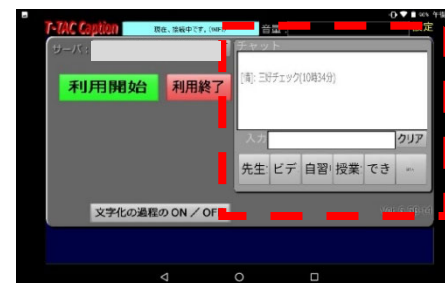 T-TAC Caption
現在、接続中です。
音量
設定
サーバ:
チャット
利用開始
利用終了
[青]: 三好チェック(10時34分)
入力
クリア
先生 ビデ 自習 授業 でき
文字化の過程の ON / OF